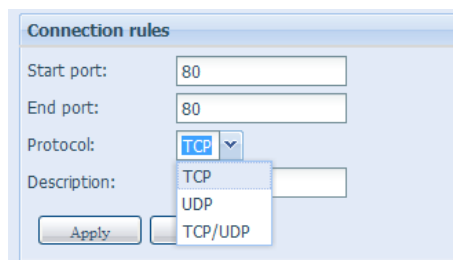 Connection rules
Start port: 80
End port: 80
Protocol: TCP
Description:
TCP
UDP
TCP/UDP
Apply